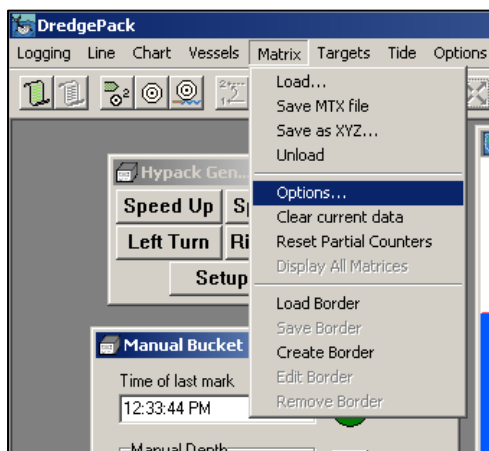 DredgePack
Logging Line Chart Vessels Matrix Targets Tide Options
Load...
Save MTX file
Save as XYZ...
Unload
Options...
Clear current data
Reset Partial Counters
Display All Matrices
Load Border
Save Border
Create Border
Edit Border
Remove Border
Hypack Gen...
Speed Up
Left Turn
Setup
Manual Bucket
Time of last mark
12:33:44 PM
Manual Depth